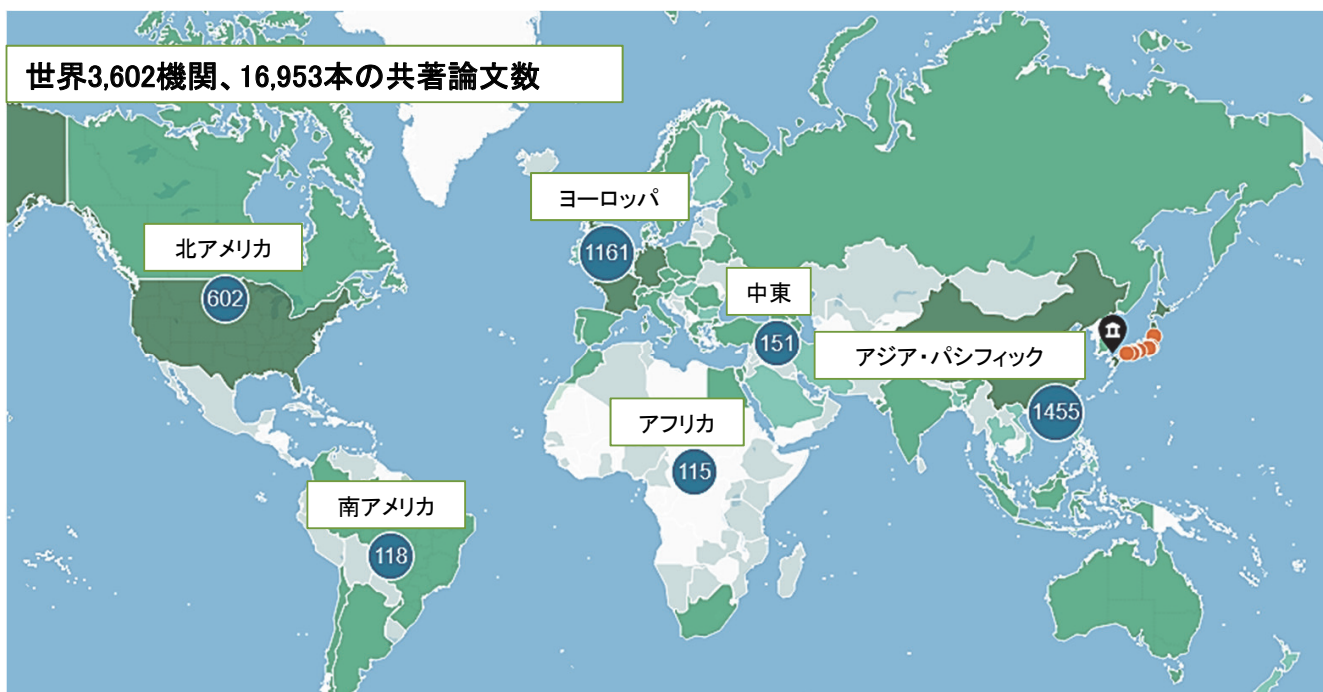 世界3,602機関、16,953本の共著論文数
ヨーロッパ
1161
北アメリカ
602
中東
151
アジア・パシフィック
1455
アフリカ
115
南アメリカ
118